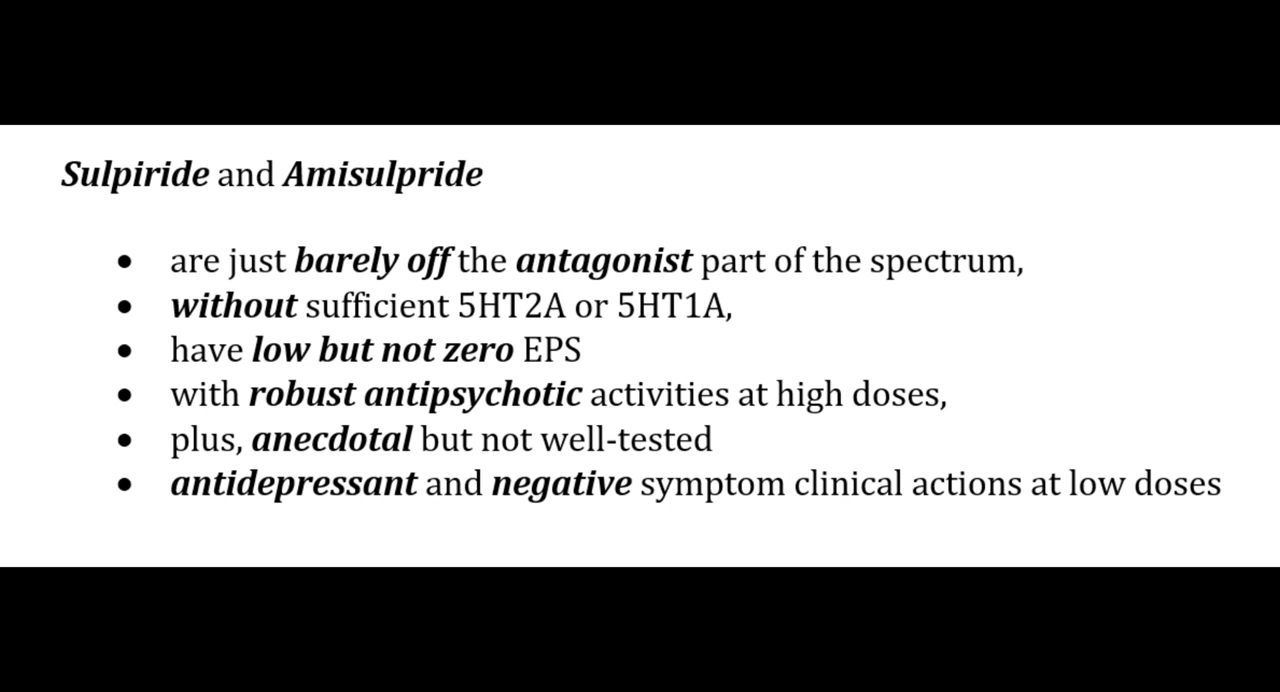 Sulpiride and Amisulpride
• are just barely off the antagonist part of the spectrum,
• without sufficient 5HT2A or 5HT1A,
• have low but not zero EPS
• with robust antipsychotic activities at high doses,
• plus, anecdotal but not well-tested
• antidepressant and negative symptom clinical actions at low doses